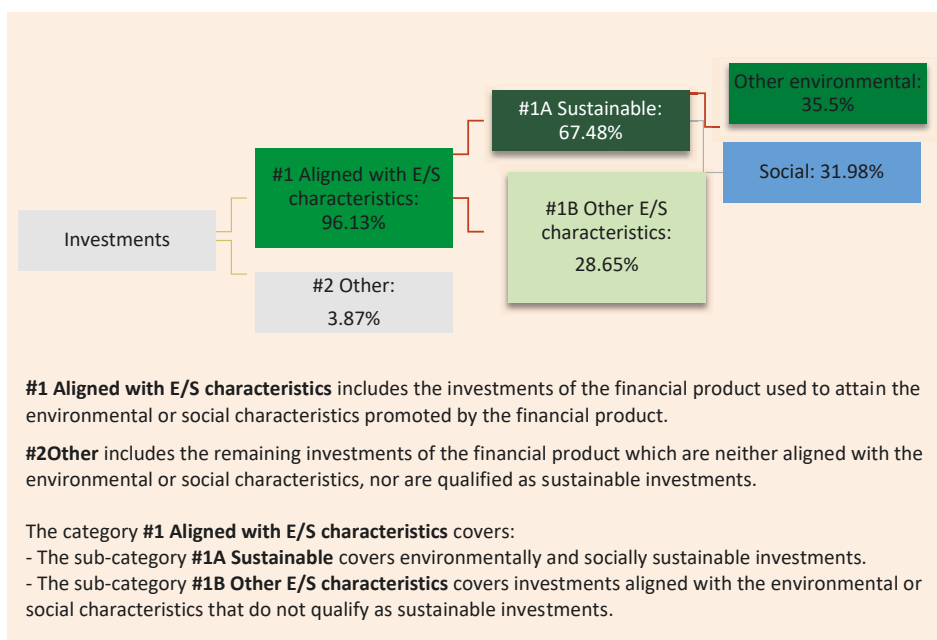 Other environmental:
35.5%
#1A Sustainable:
67.48%
Social: 31.98%
#1 Aligned with E/S
characteristics:
96.13%
#1B Other E/S
characteristics:
28.65%
Investments
#2 Other:
3.87%
#1 Aligned with E/S characteristics includes the investments of the financial product used to attain the
environmental or social characteristics promoted by the financial product.
#2Other includes the remaining investments of the financial product which are neither aligned with the
environmental or social characteristics, nor are qualified as sustainable investments.
The category #1 Aligned with E/S characteristics covers:
- The sub-category #1A Sustainable covers environmentally and socially sustainable investments.
- The sub-category #1B Other E/S characteristics covers investments aligned with the environmental or
social characteristics that do not qualify as sustainable investments.